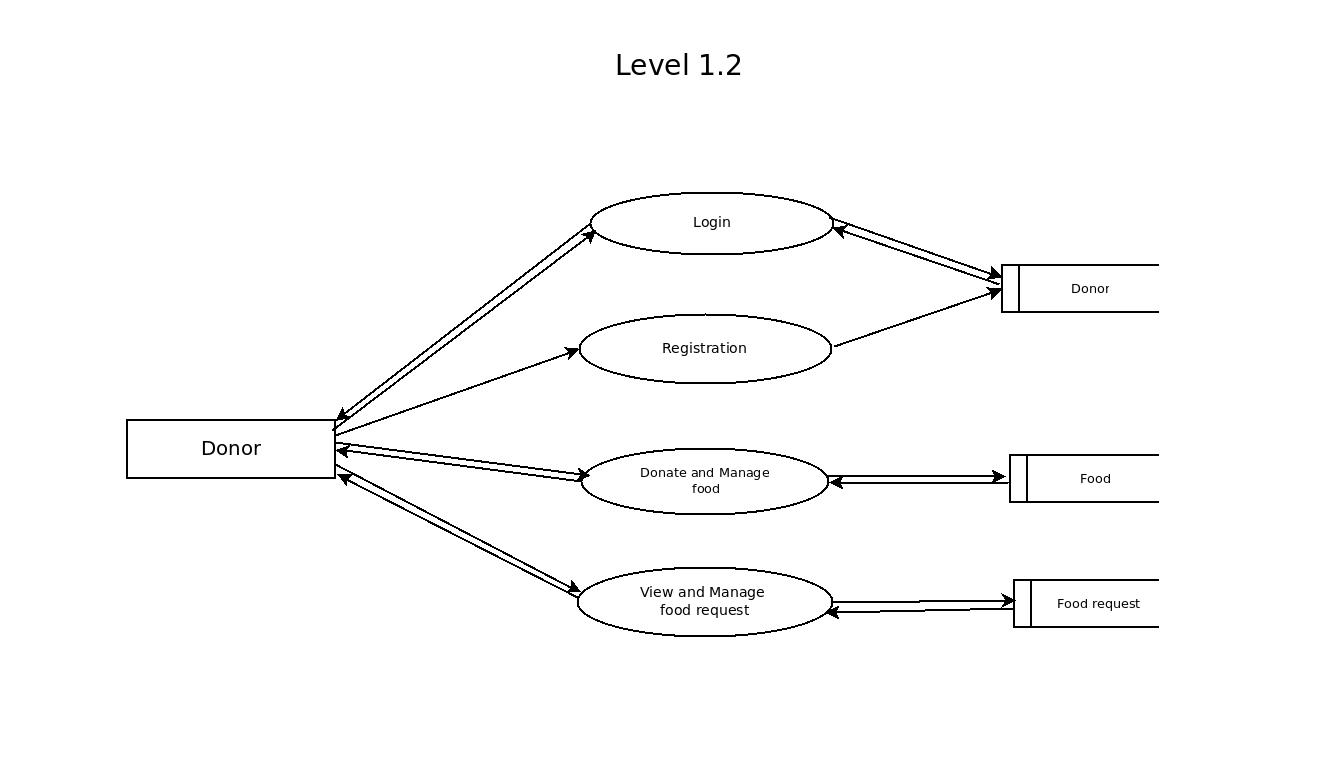 Level 1.2
Login
Donor
Registration
Donor
Donate and Manage
food
Food
View and Manage
food request
Food request